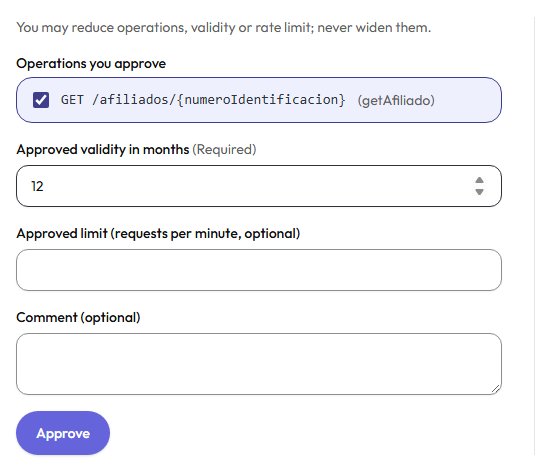 You may reduce operations, validity or rate limit; never widen them.
Operations you approve
GET /afiliados/{numeroIdentificacion} (getAfiliado)
Approved validity in months (Required)
12
Approved limit (requests per minute, optional)
Comment (optional)
Approve